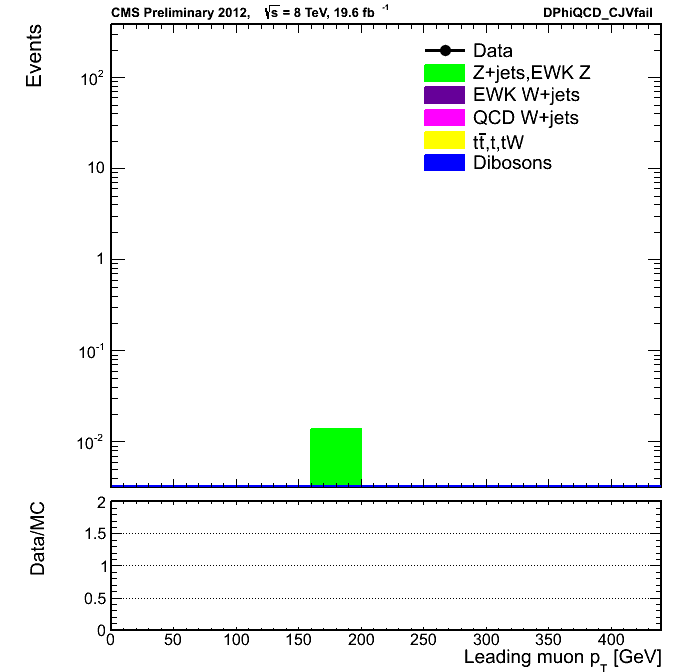 CMS Preliminary 2012, √s = 8 TeV, 19.6 fb⁻¹ DPhiQCD_CJVfail
Events
Data
Z+jets,EWK Z
EWK W+jets
QCD W+jets
tt̅,t,tW
Dibosons
10²
10
1
10⁻¹
10⁻²
Data/MC
2
1.5
1
0.5
0
0 50 100 150 200 250 300 350 400
Leading muon p_T [GeV]